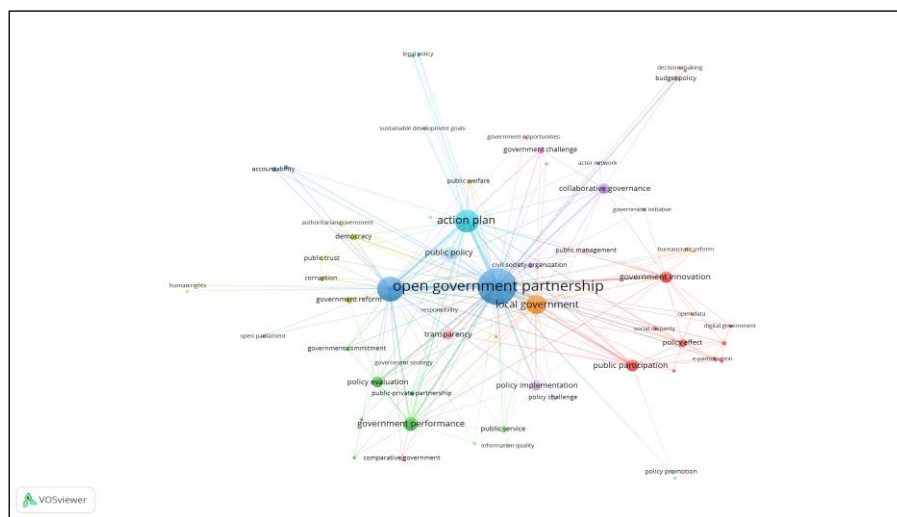 legal policy
decision making
budget policy
sustainable development goals
government opportunities
government challenge
actor network
accountability
public welfare
collaborative governance
government initiative
action plan
authoritarian government
democracy
public policy
public management
bureaucratic reform
public trust
civil society organization
corruption
government innovation
human rights
open government partnership
government reform
local government
responsibility
open data
social disparity
digital government
open parliament
transparency
government commitment
policy effect
government strategy
e-participation
public participation
policy evaluation
policy implementation
public-private partnership
policy challenge
government performance
public service
information quality
comparative government
policy promotion
VOSviewer